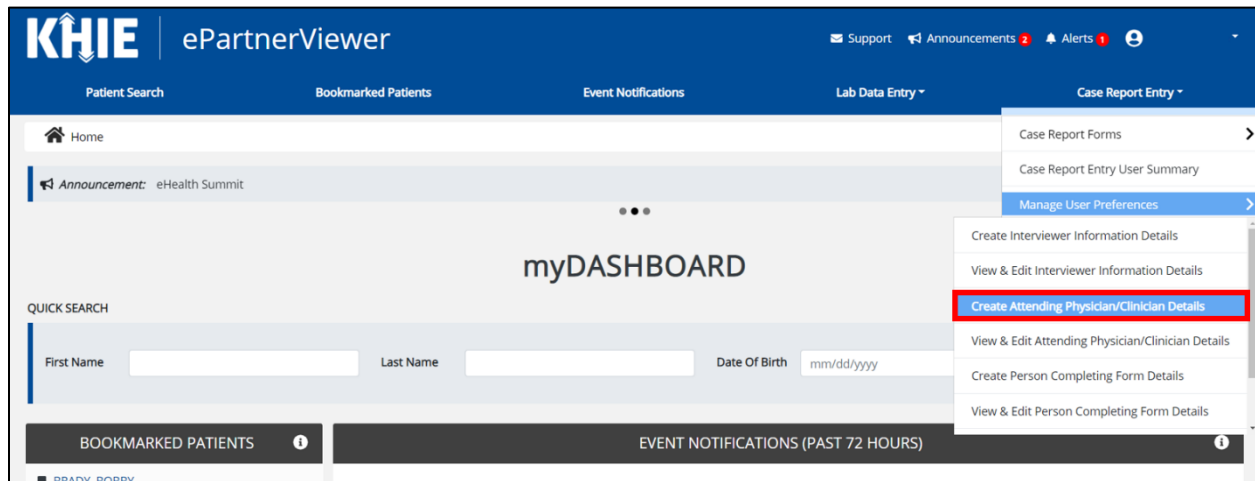 KHIE ePartnerViewer
Support Announcements 2 Alerts 1
Patient Search Bookmarked Patients Event Notifications Lab Data Entry Case Report Entry
Home
Case Report Forms
Case Report Entry User Summary
Announcement: eHealth Summit
Manage User Preferences
Create Interviewer Information Details
myDASHBOARD
View & Edit Interviewer Information Details
QUICK SEARCH
Create Attending Physician/Clinician Details
View & Edit Attending Physician/Clinician Details
First Name Last Name Date Of Birth mm/dd/yyyy
Create Person Completing Form Details
View & Edit Person Completing Form Details
BOOKMARKED PATIENTS EVENT NOTIFICATIONS (PAST 72 HOURS)
BRADY, BOBBY